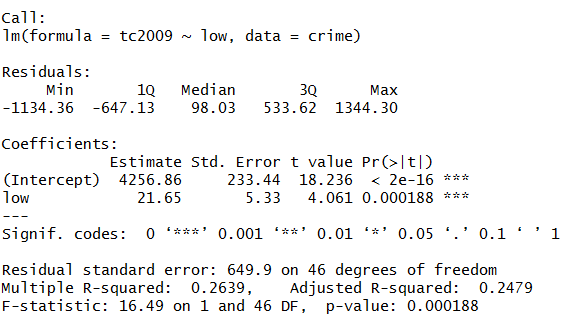 Call:
lm(formula = tc2009 ~ low, data = crime)
Residuals:
     Min       1Q   Median       3Q      Max
-1134.36  -647.13    98.03   533.62  1344.30
Coefficients:
            Estimate Std. Error t value Pr(>|t|)
(Intercept)  4256.86     233.44  18.236  < 2e-16 ***
low            21.65       5.33   4.061 0.000188 ***
---
Signif. codes:  0 ‘***’ 0.001 ‘**’ 0.01 ‘*’ 0.05 ‘.’ 0.1 ‘ ’ 1
Residual standard error: 649.9 on 46 degrees of freedom
Multiple R-squared:  0.2639,    Adjusted R-squared:  0.2479
F-statistic: 16.49 on 1 and 46 DF,  p-value: 0.000188